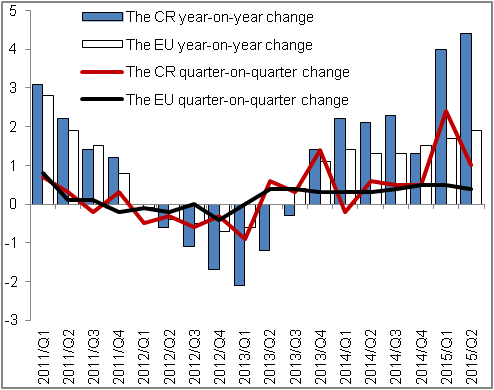 5
4
3
2
1
0
-1
-2
-3
The CR year-on-year change
The EU year-on-year change
The CR quarter-on-quarter change
The EU quarter-on-quarter change
2011/Q1
2011/Q2
2011/Q3
2011/Q4
2012/Q1
2012/Q2
2012/Q3
2012/Q4
2013/Q1
2013/Q2
2013/Q3
2013/Q4
2014/Q1
2014/Q2
2014/Q3
2014/Q4
2015/Q1
2015/Q2